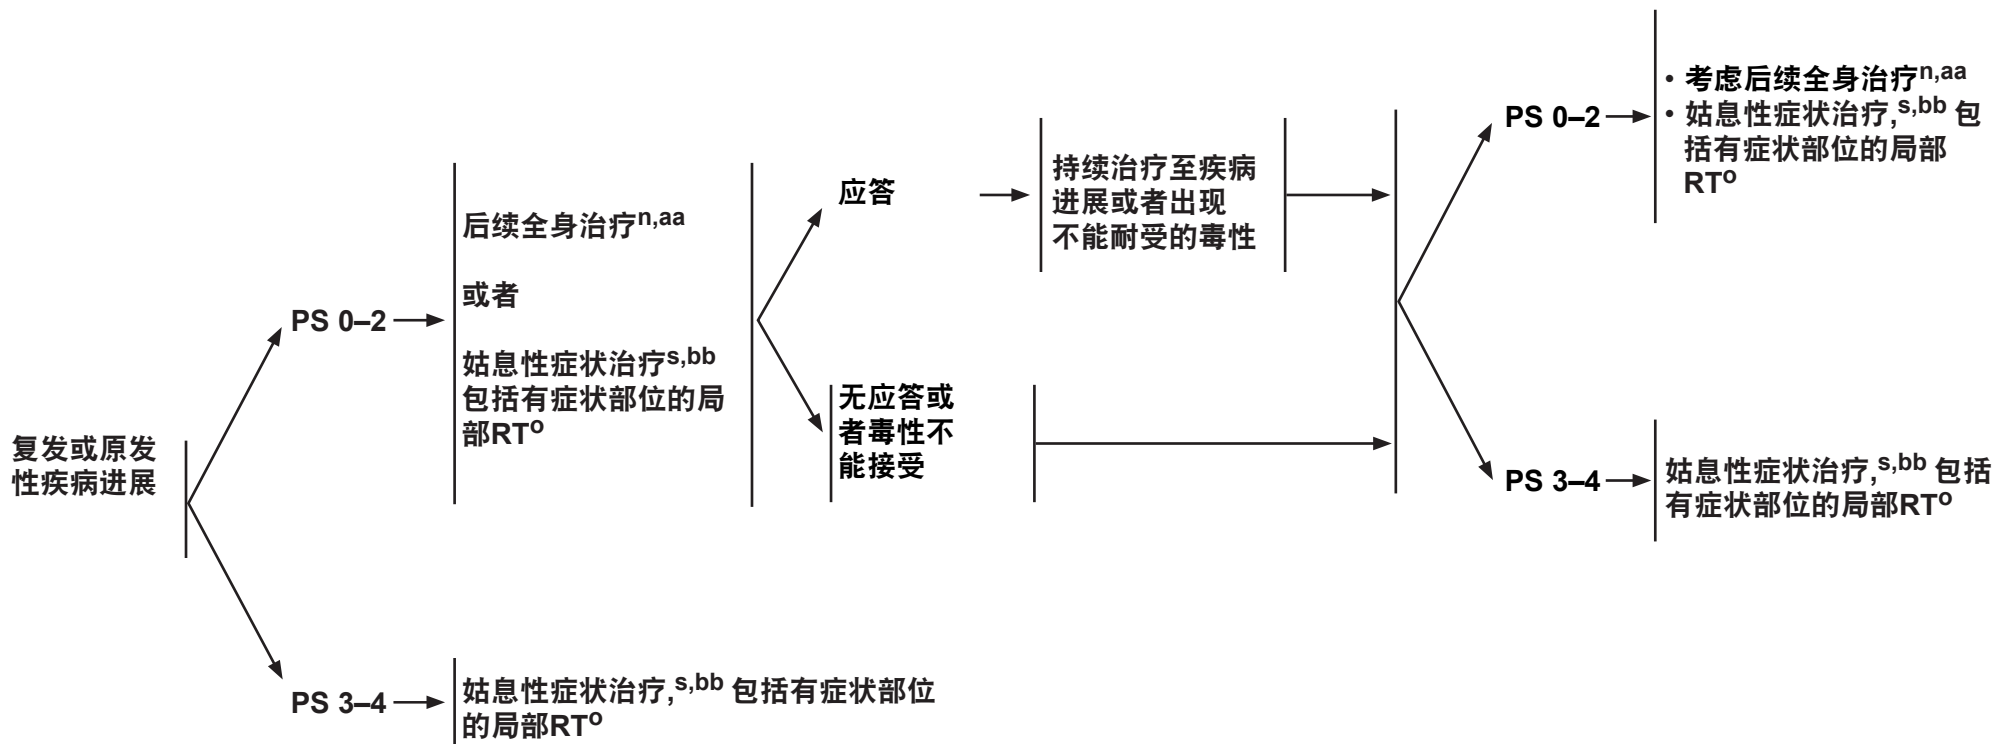 复发或原发
性疾病进展
PS 0–2
后续全身治疗n,aa
或者
姑息性症状治疗s,bb
包括有症状部位的局
部RTo
应答
持续治疗至疾病
进展或者出现
不能耐受的毒性
无应答或
者毒性不
能接受
PS 0–2
• 考虑后续全身治疗n,aa
• 姑息性症状治疗,s,bb 包
括有症状部位的局部
RTo
PS 3–4
姑息性症状治疗,s,bb 包括
有症状部位的局部RTo
PS 3–4
姑息性症状治疗,s,bb 包括有症状部位
的局部RTo